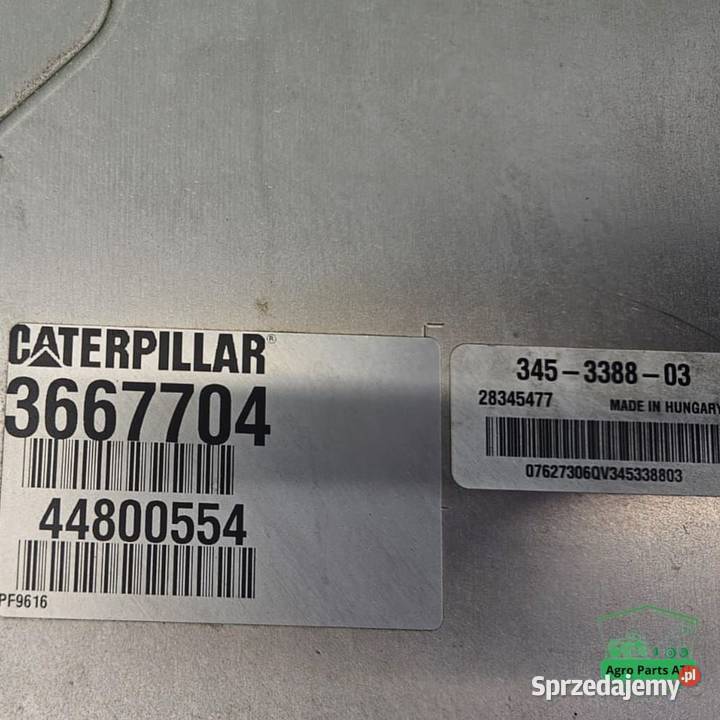 CATERPILLAR®
3667704
44800554
PF9616
345-3388-03
28345477 MADE IN HUNGARY
07627306QV345338803
Agro Parts AT
Sprzedajemy.pl